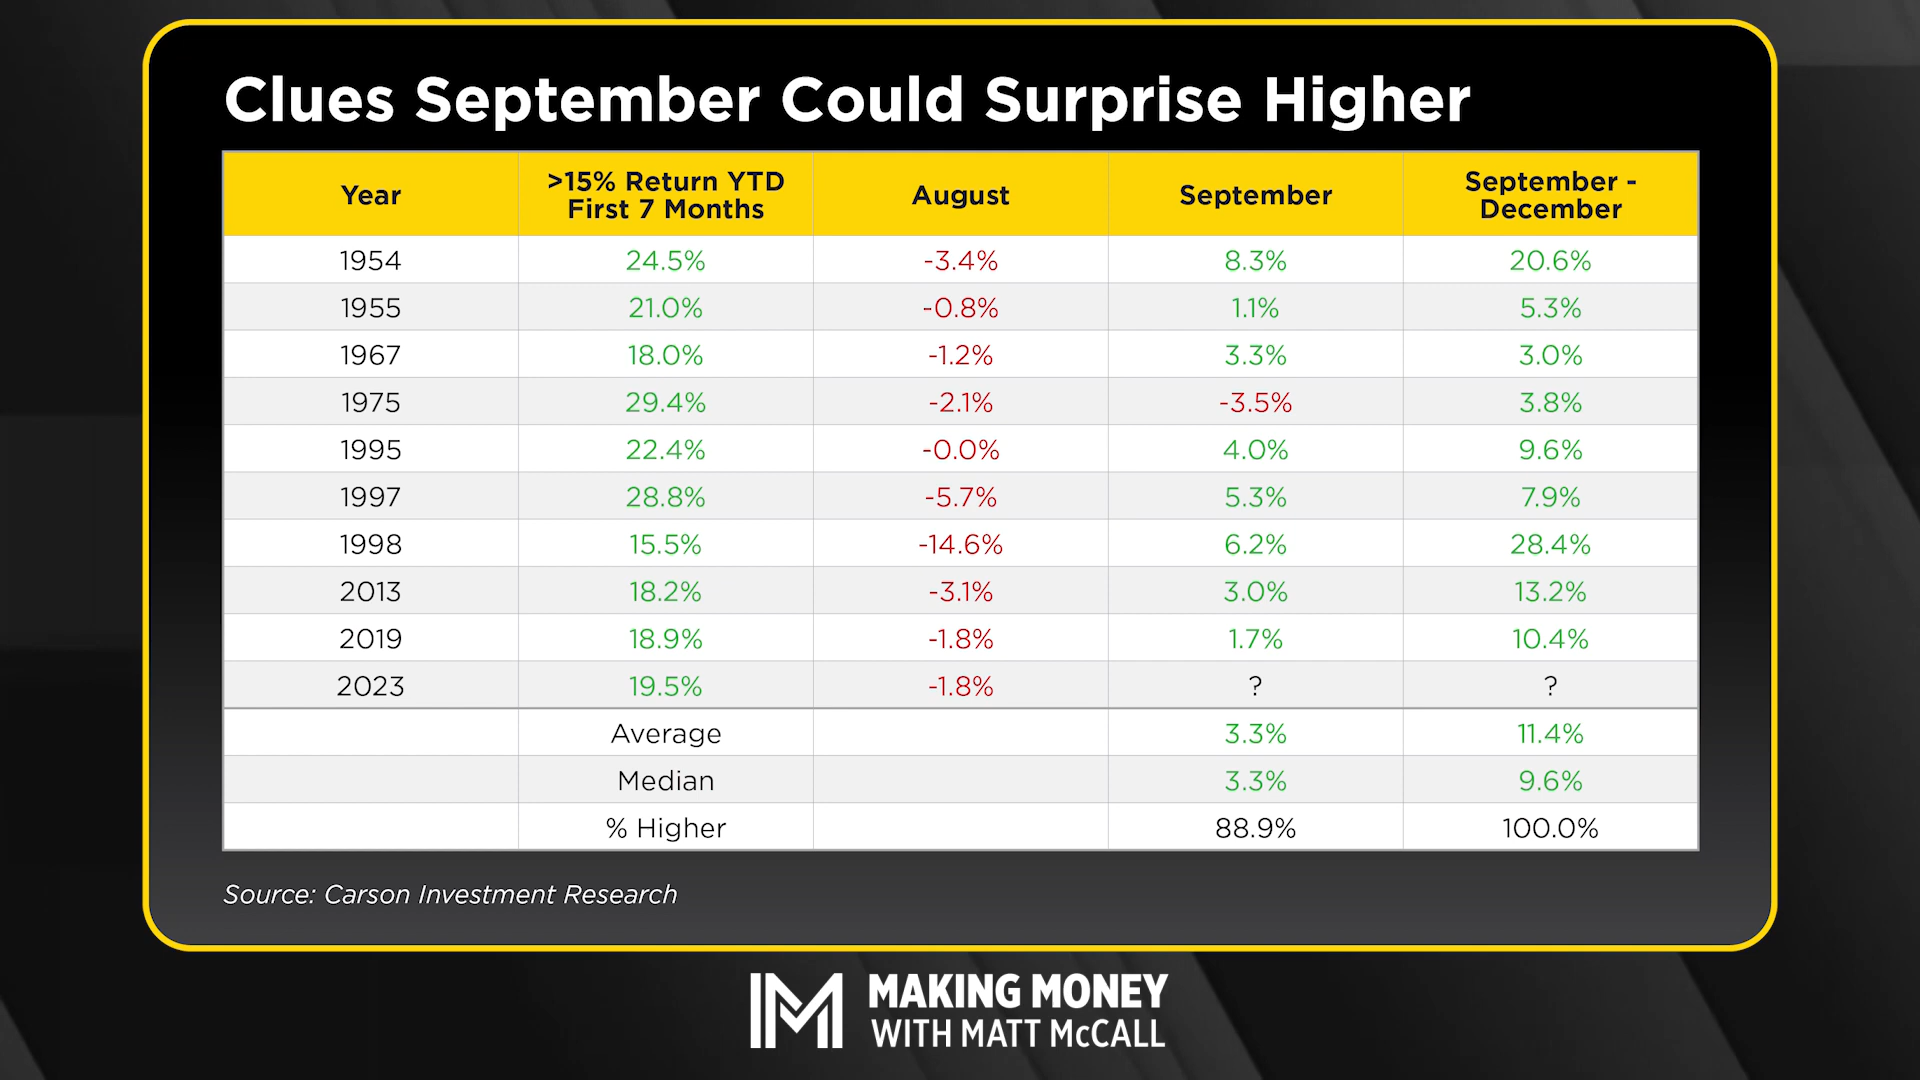 Clues September Could Surprise Higher
Year >15% Return YTD First 7 Months August September September - December
1954 24.5% -3.4% 8.3% 20.6%
1955 21.0% -0.8% 1.1% 5.3%
1967 18.0% -1.2% 3.3% 3.0%
1975 29.4% -2.1% -3.5% 3.8%
1995 22.4% -0.0% 4.0% 9.6%
1997 28.8% -5.7% 5.3% 7.9%
1998 15.5% -14.6% 6.2% 28.4%
2013 18.2% -3.1% 3.0% 13.2%
2019 18.9% -1.8% 1.7% 10.4%
2023 19.5% -1.8% ? ?
Average 3.3% 11.4%
Median 3.3% 9.6%
% Higher 88.9% 100.0%
Source: Carson Investment Research
MAKING MONEY
WITH MATT McCALL